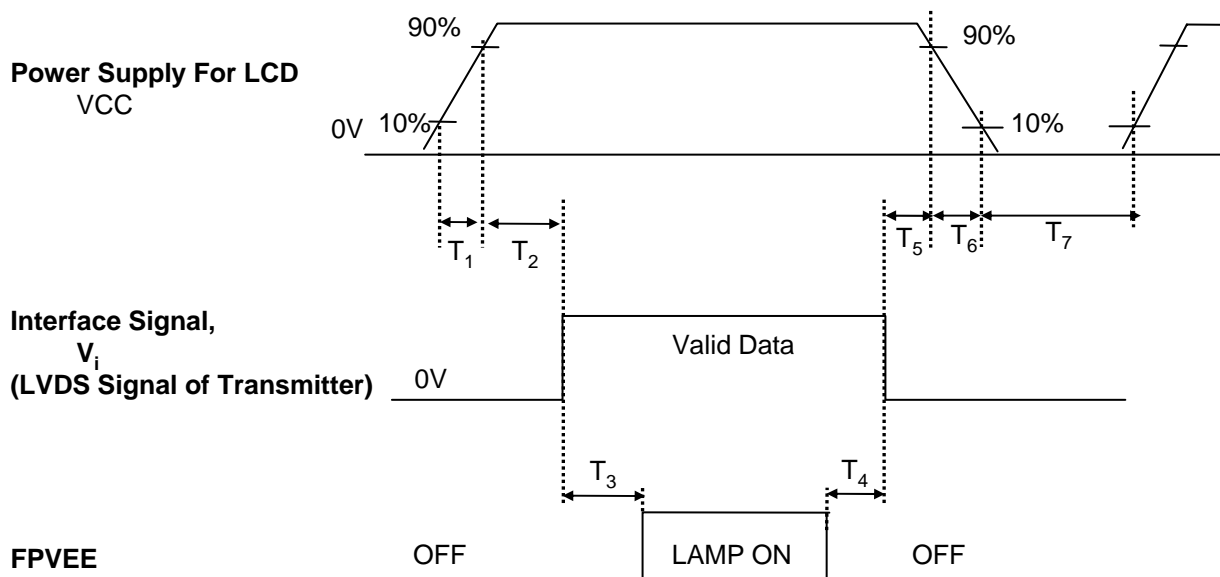 90%
90%
Power Supply For LCD
VCC
0V
10%
10%
T1
T2
T5
T6
T7
Interface Signal,
Vi
(LVDS Signal of Transmitter)
0V
Valid Data
T3
T4
FPVEE
OFF
LAMP ON
OFF